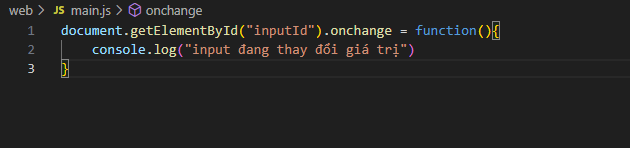 web > JS main.js > onchange
1 document.getElementById("inputId").onchange = function(){
2 console.log("input đang thay đổi giá trị")
3 }